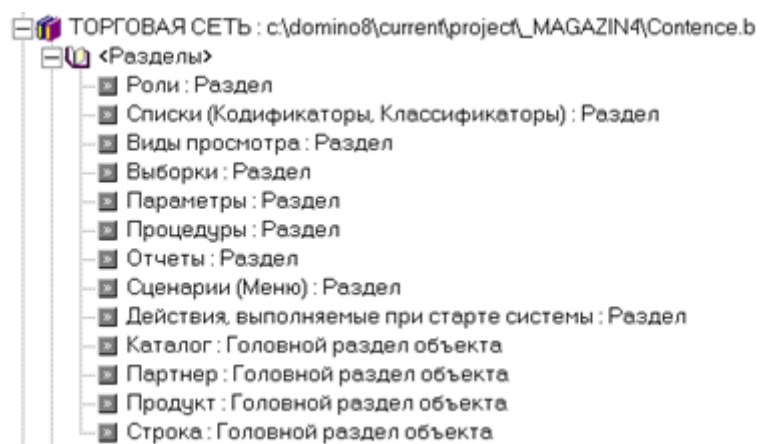 ТОРГОВАЯ СЕТЬ : c:\domino8\current\project\_MAGAZIN4\Contence.b
<Разделы>
Роли : Раздел
Списки (Кодификаторы, Классификаторы) : Раздел
Виды просмотра : Раздел
Выборки : Раздел
Параметры : Раздел
Процедуры : Раздел
Отчеты : Раздел
Сценарии (Меню) : Раздел
Действия, выполняемые при старте системы : Раздел
Каталог : Головной раздел объекта
Партнер : Головной раздел объекта
Продукт : Головной раздел объекта
Строка : Головной раздел объекта